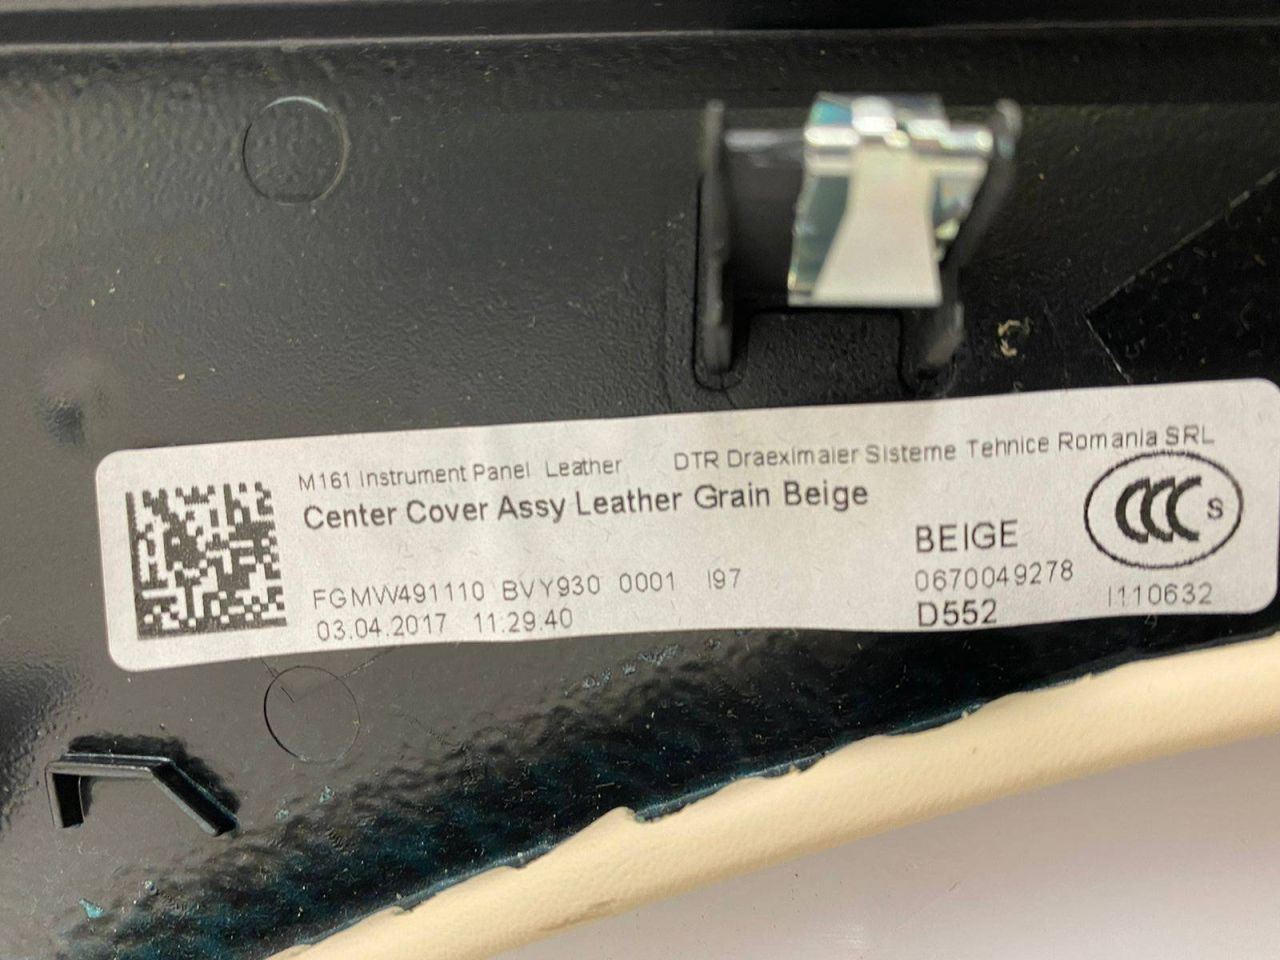 M161 Instrument Panel Leather DTR Draeximaier Sisteme Tehnice Romania SRL
Center Cover Assy Leather Grain Beige
BEIGE
CCC S
FGMW491110 BVY930 0001 I97
0670049278
03.04.2017 11.29.40
D552
I110632